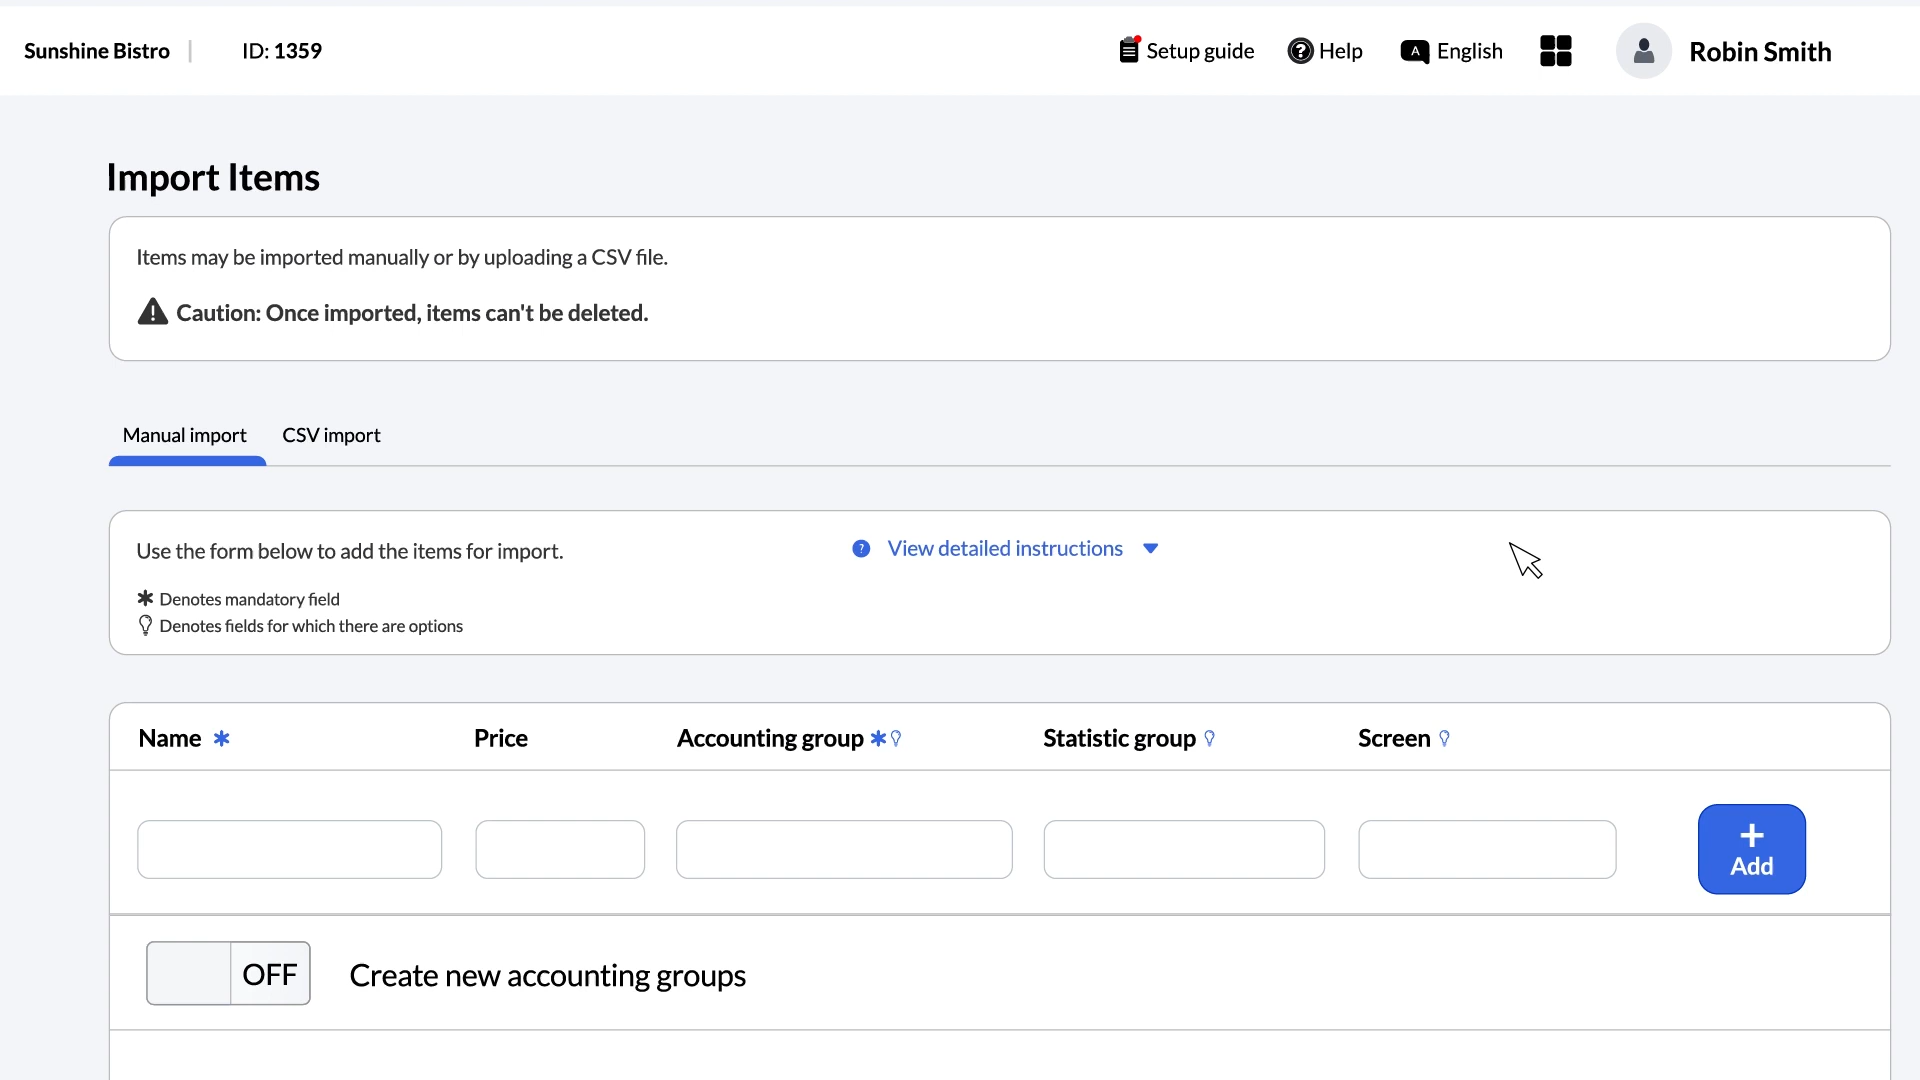 Sunshine Bistro | ID: 1359 Setup guide ? Help A English Robin Smith
Import Items
Items may be imported manually or by uploading a CSV file.
Caution: Once imported, items can't be deleted.
Manual import CSV import
Use the form below to add the items for import. ? View detailed instructions
✱ Denotes mandatory field
Denotes fields for which there are options
Name ✱ Price Accounting group ✱ Statistic group Screen
+
Add
OFF Create new accounting groups